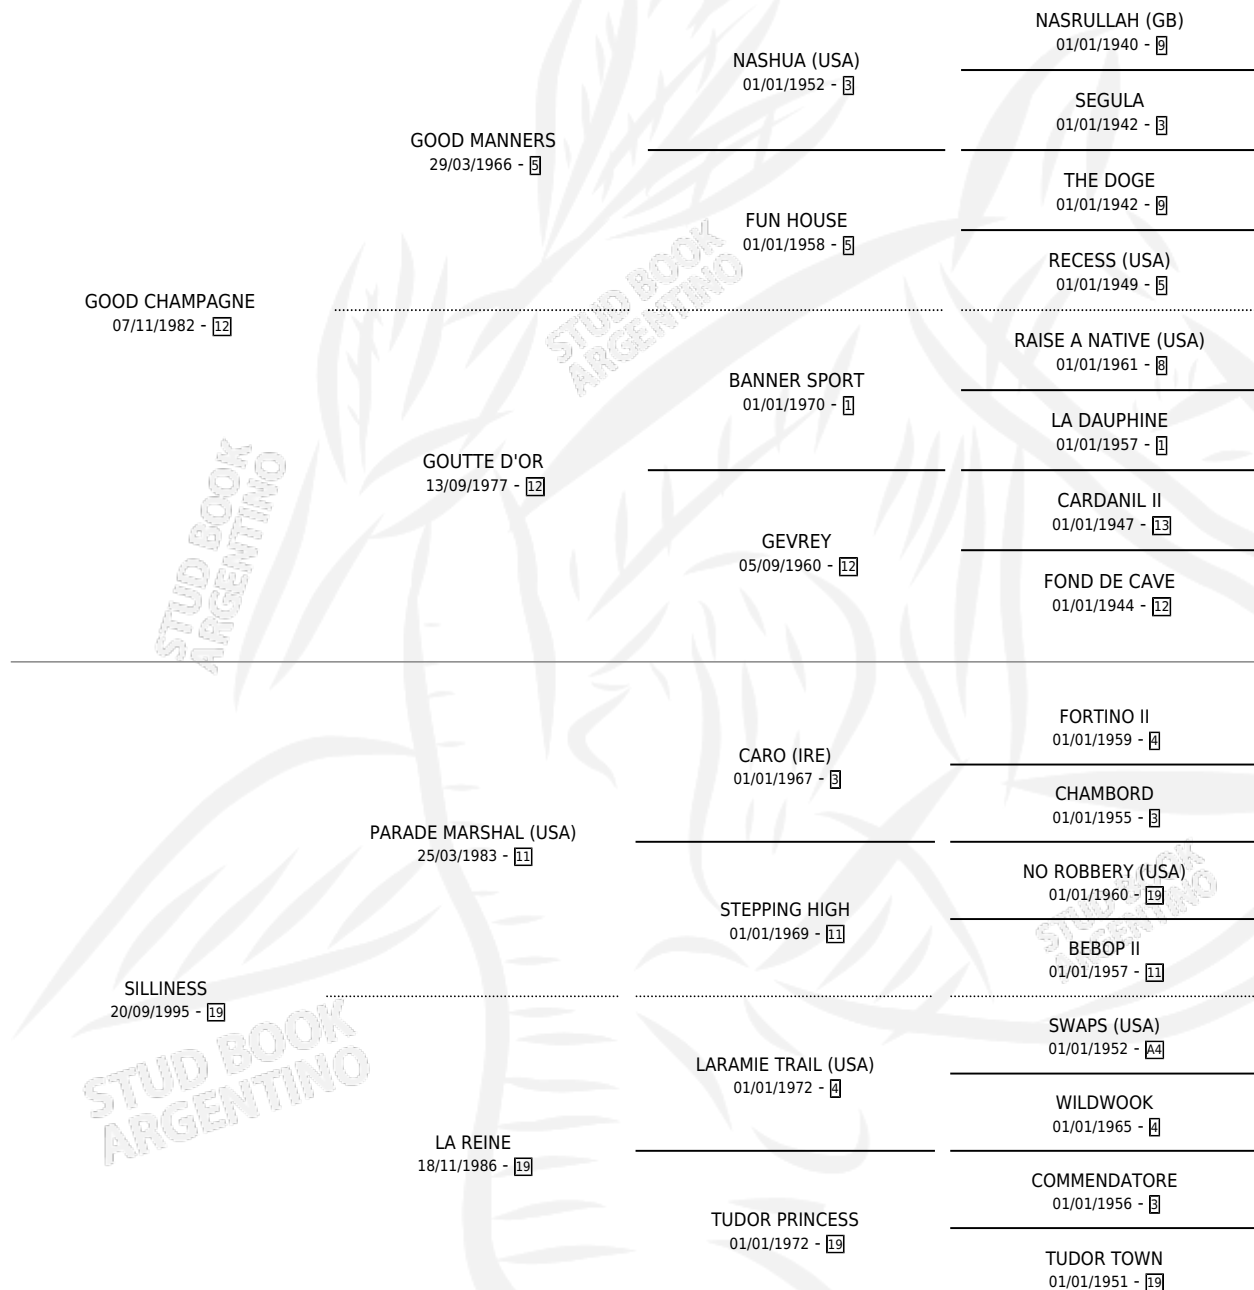 NASRULLAH (GB)
01/01/1940 - 9
NASHUA (USA)
01/01/1952 - 3
SEGULA
01/01/1942 - 3
GOOD MANNERS
29/03/1966 - 5
THE DOGE
01/01/1942 - 9
FUN HOUSE
01/01/1958 - 5
RECESS (USA)
01/01/1949 - 5
GOOD CHAMPAGNE
07/11/1982 - 12
RAISE A NATIVE (USA)
01/01/1961 - 8
BANNER SPORT
01/01/1970 - 1
LA DAUPHINE
01/01/1957 - 1
GOUTTE D'OR
13/09/1977 - 12
CARDANIL II
01/01/1947 - 13
GEVREY
05/09/1960 - 12
FOND DE CAVE
01/01/1944 - 12
FORTINO II
01/01/1959 - 4
CARO (IRE)
01/01/1967 - 3
CHAMBORD
01/01/1955 - 3
PARADE MARSHAL (USA)
25/03/1983 - 11
NO ROBBERY (USA)
01/01/1960 - 19
STEPPING HIGH
01/01/1969 - 11
BEBOP II
01/01/1957 - 11
SILLINESS
20/09/1995 - 19
SWAPS (USA)
01/01/1952 - A4
LARAMIE TRAIL (USA)
01/01/1972 - 4
WILDWOOK
01/01/1965 - 4
LA REINE
18/11/1986 - 19
COMMENDATORE
01/01/1956 - 3
TUDOR PRINCESS
01/01/1972 - 19
TUDOR TOWN
01/01/1951 - 19
STUD BOOK
ARGENTINO
STUD BOOK
ARGENTINO
STUD BOOK
ARGENTINO
STUD BOOK
ARGENTINO